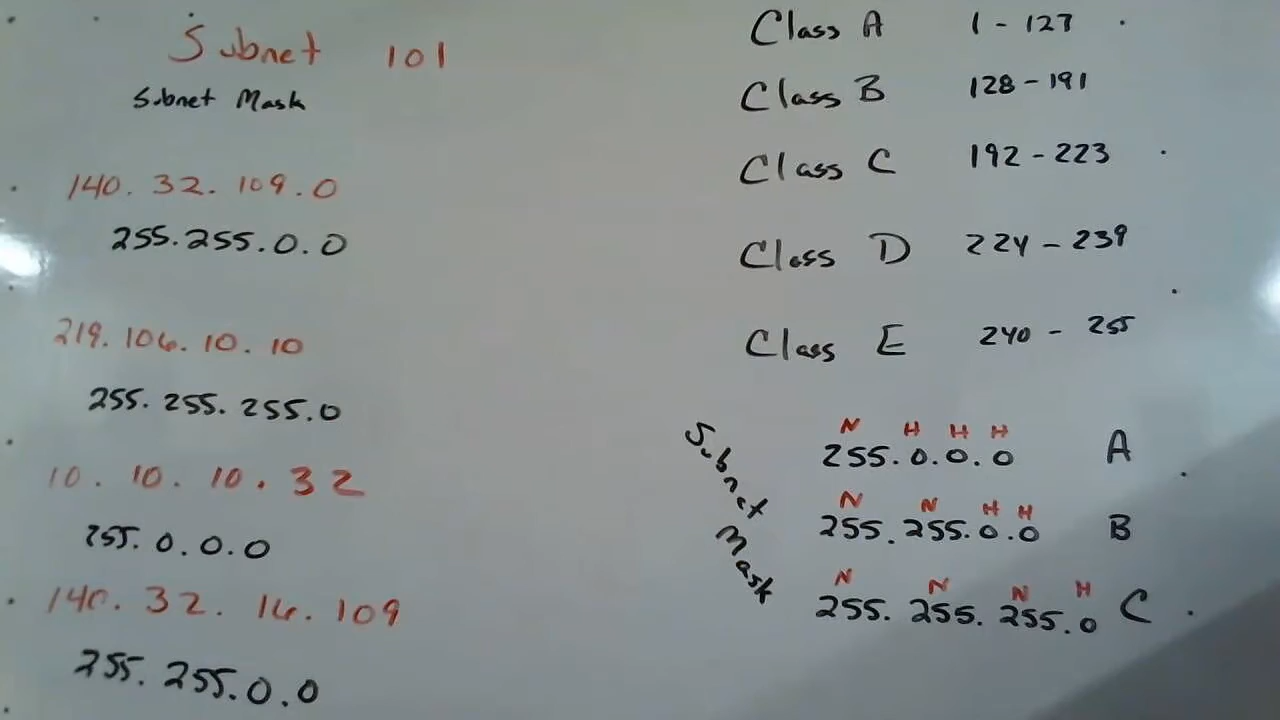 Subnet 101
Subnet Mask
140. 32. 109. 0
255.255.0.0
219. 106. 10. 10
255. 255. 255.0
10. 10. 10. 32
255. 0. 0. 0
140. 32. 16. 109
255. 255. 0. 0
Class A 1 - 127
Class B 128 - 191
Class C 192 - 223
Class D 224 - 239
Class E 240 - 255
Subnet Mask
N H H H
255. 0. 0. 0 A
N N H H
255. 255. 0. 0 B
N N N H
255. 255. 255. 0 C